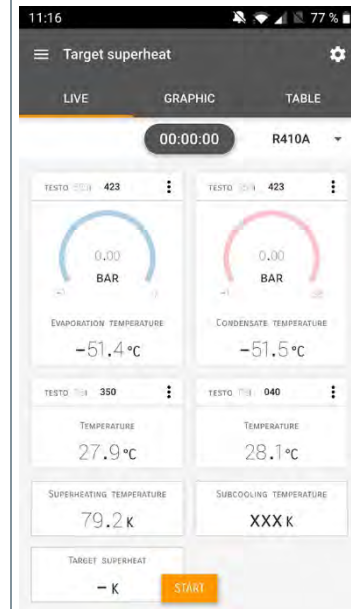 11:16 77 %
Target superheat
LIVE GRAPHIC TABLE
00:00:00 R410A
TESTO 423 TESTO 423
0.00 0.00
BAR BAR
EVAPORATION TEMPERATURE CONDENSATE TEMPERATURE
-51.4°C -51.5°C
TESTO 350 TESTO 040
TEMPERATURE TEMPERATURE
27.9°C 28.1°C
SUPERHEATING TEMPERATURE SUBCOOLING TEMPERATURE
79.2 K XXX K
TARGET SUPERHEAT
– K START